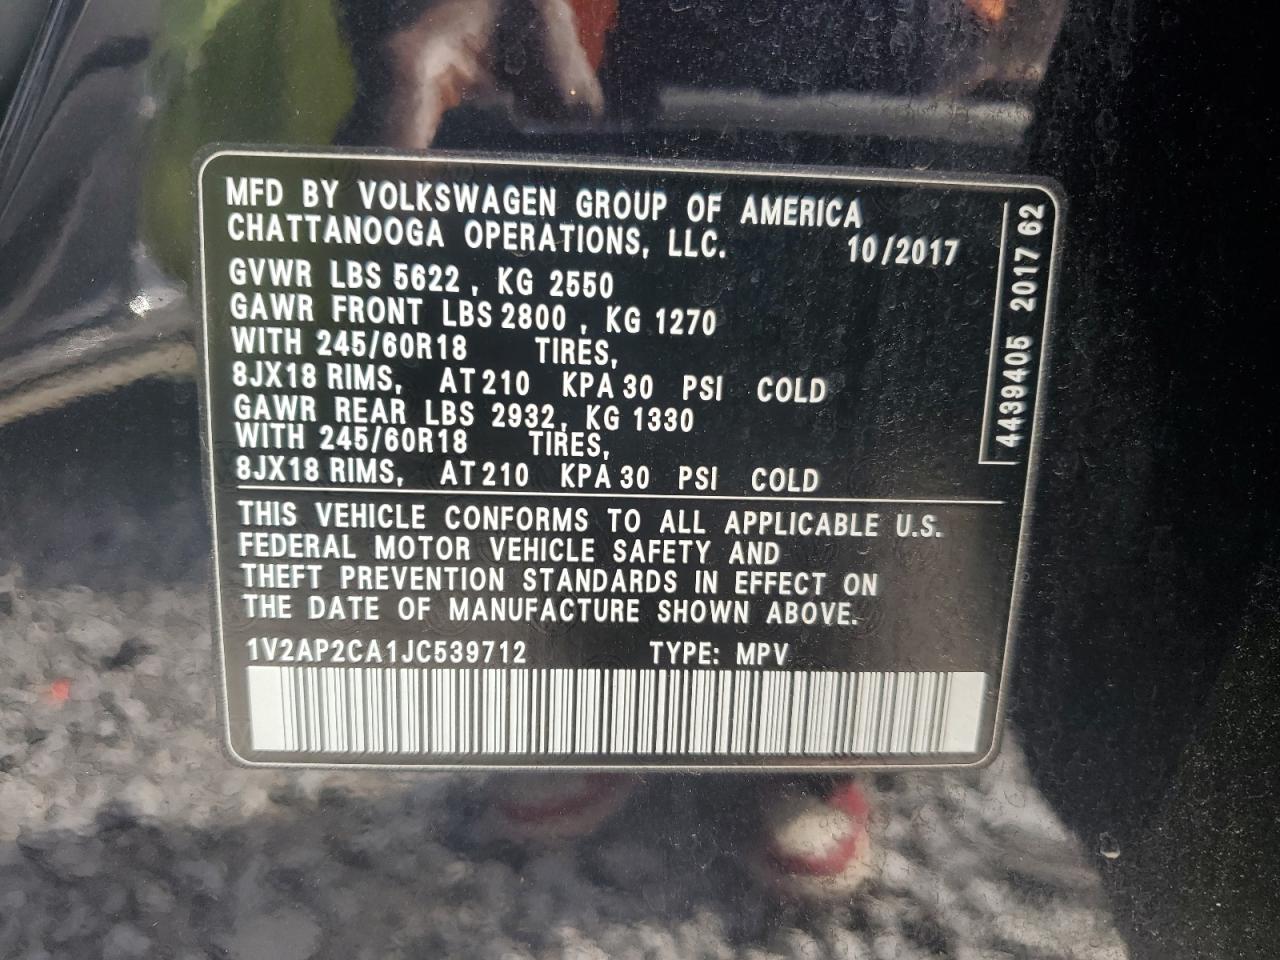 MFD BY VOLKSWAGEN GROUP OF AMERICA
CHATTANOOGA OPERATIONS, LLC. 10/2017
GVWR LBS 5622, KG 2550
GAWR FRONT LBS 2800, KG 1270
WITH 245/60R18 TIRES,
8JX18 RIMS, AT 210 KPA 30 PSI COLD
GAWR REAR LBS 2932, KG 1330
WITH 245/60R18 TIRES,
8JX18 RIMS, AT 210 KPA 30 PSI COLD
4439405 2017 62
THIS VEHICLE CONFORMS TO ALL APPLICABLE U.S.
FEDERAL MOTOR VEHICLE SAFETY AND
THEFT PREVENTION STANDARDS IN EFFECT ON
THE DATE OF MANUFACTURE SHOWN ABOVE.
1V2AP2CA1JC539712 TYPE: MPV